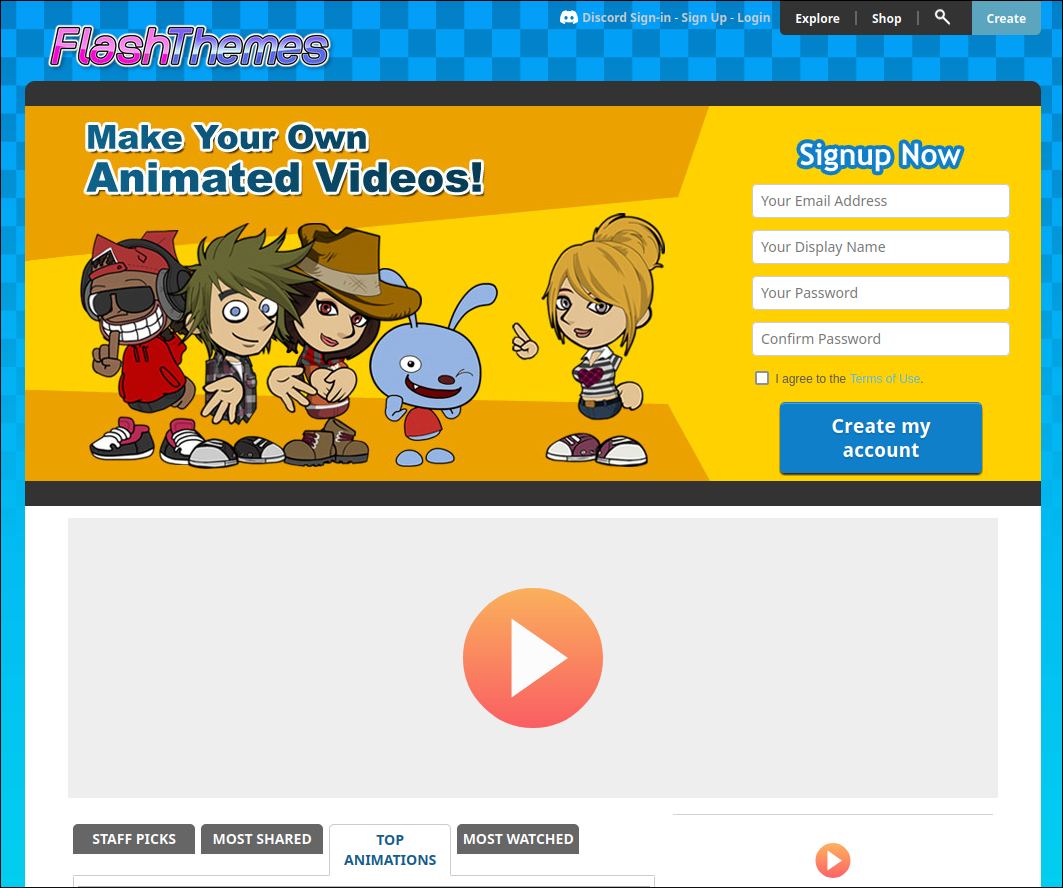 FlashThemes
Discord Sign-in - Sign Up - Login
Explore | Shop |
Create
Make Your Own
Animated Videos!
Signup Now
Your Email Address
Your Display Name
Your Password
Confirm Password
I agree to the Terms of Use.
Create my
account
STAFF PICKS
MOST SHARED
TOP
ANIMATIONS
MOST WATCHED